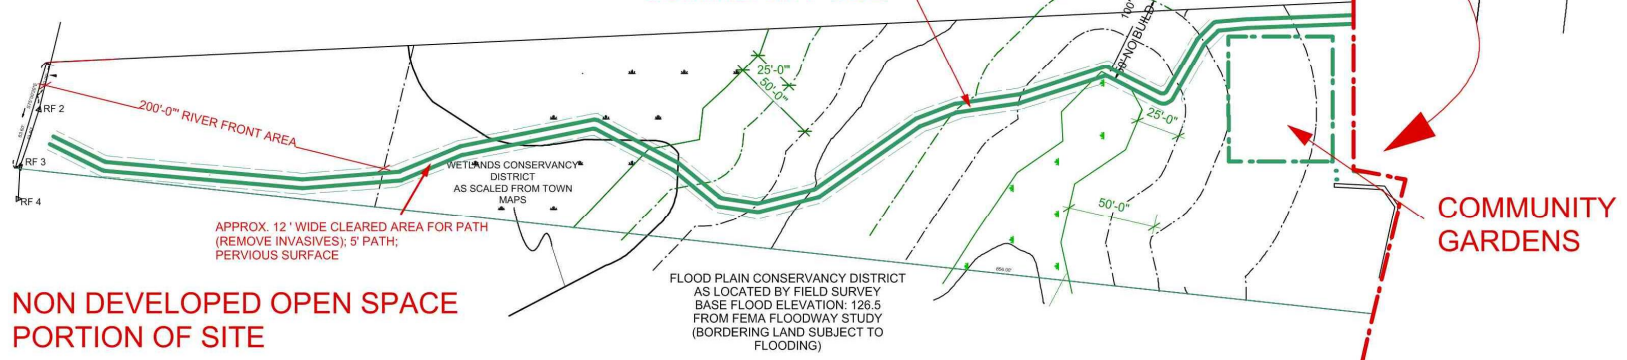 100'
50' NO BUILD
25'-0"
50'-0"
RF 2
200'-0" RIVER FRONT AREA
25'-0"
RF 3
WETLANDS CONSERVANCY
DISTRICT
AS SCALED FROM TOWN
MAPS
RF 4
50'-0"
COMMUNITY
GARDENS
APPROX. 12 ' WIDE CLEARED AREA FOR PATH
(REMOVE INVASIVES); 5' PATH;
PERVIOUS SURFACE
FLOOD PLAIN CONSERVANCY DISTRICT
AS LOCATED BY FIELD SURVEY
BASE FLOOD ELEVATION: 126.5
FROM FEMA FLOODWAY STUDY
(BORDERING LAND SUBJECT TO
FLOODING)
NON DEVELOPED OPEN SPACE
PORTION OF SITE